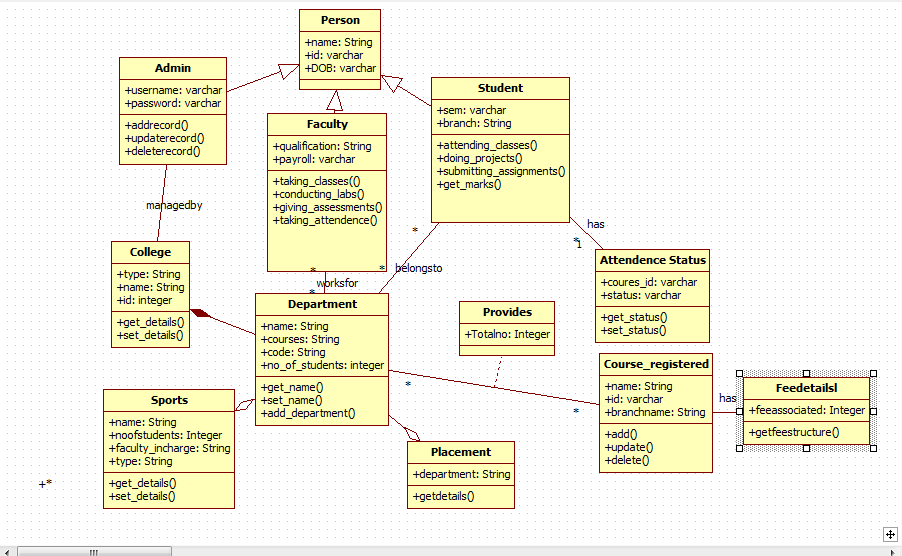 Person
+name: String
+id: varchar
+DOB: varchar
Admin
+username: varchar
+password: varchar
+addrecord()
+updaterecord()
+deleterecord()
Faculty
+qualification: String
+payroll: varchar
+taking_classes(()
+conducting_labs()
+giving_assessments()
+taking_attendence()
Student
+sem: varchar
+branch: String
+attending_classes()
+doing_projects()
+submitting_assignments()
+get_marks()
managedby
has
*
1
*
*
belongsto
*
worksfor
*
College
+type: String
+name: String
+id: integer
+get_details()
+set_details()
Attendence Status
+coures_id: varchar
+status: varchar
+get_status()
+set_status()
Department
+name: String
+courses: String
+code: String
+no_of_students: integer
+get_name()
+set_name()
+add_department()
Provides
+Totalno: Integer
*
*
Course_registered
+name: String
+id: varchar
+branchname: String
+add()
+update()
+delete()
has
Feedetailsl
+feeassociated: Integer
+getfeestructure()
Sports
+name: String
+noofstudents: Integer
+faculty_incharge: String
+type: String
+get_details()
+set_details()
Placement
+department: String
+getdetails()
+*